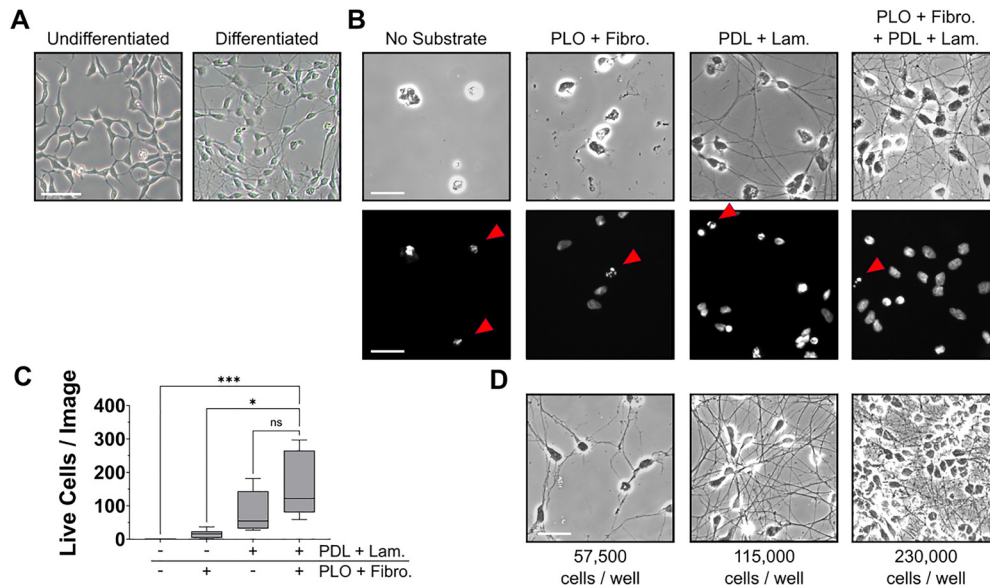 A
Undifferentiated
Differentiated
B
No Substrate
PLO + Fibro.
PDL + Lam.
PLO + Fibro.
+ PDL + Lam.
C
***
*
ns
Live Cells / Image
400
300
200
100
0
- - + + PDL + Lam.
- + - + PLO + Fibro.
D
57,500
cells / well
115,000
cells / well
230,000
cells / well